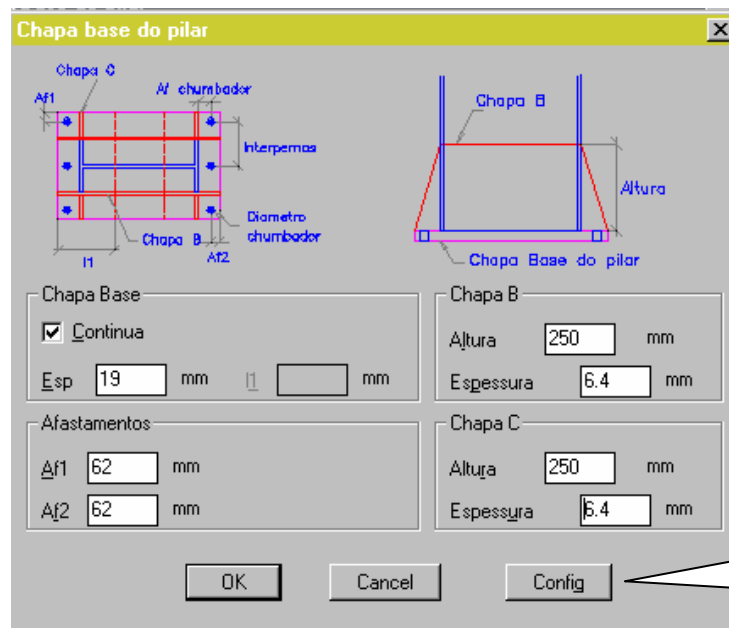 Chapa base do pilar
Chapa C
Af1
Af chumbador
Interpernos
Diametro
chumbador
Chapa B
l1
Af2
Chapa B
Altura
Chapa Base do pilar
Chapa Base
Continua
Esp 19 mm l1 mm
Afastamentos
Af1 62 mm
Af2 62 mm
Chapa B
Altura 250 mm
Espessura 6.4 mm
Chapa C
Altura 250 mm
Espessura 6.4 mm
OK Cancel Config